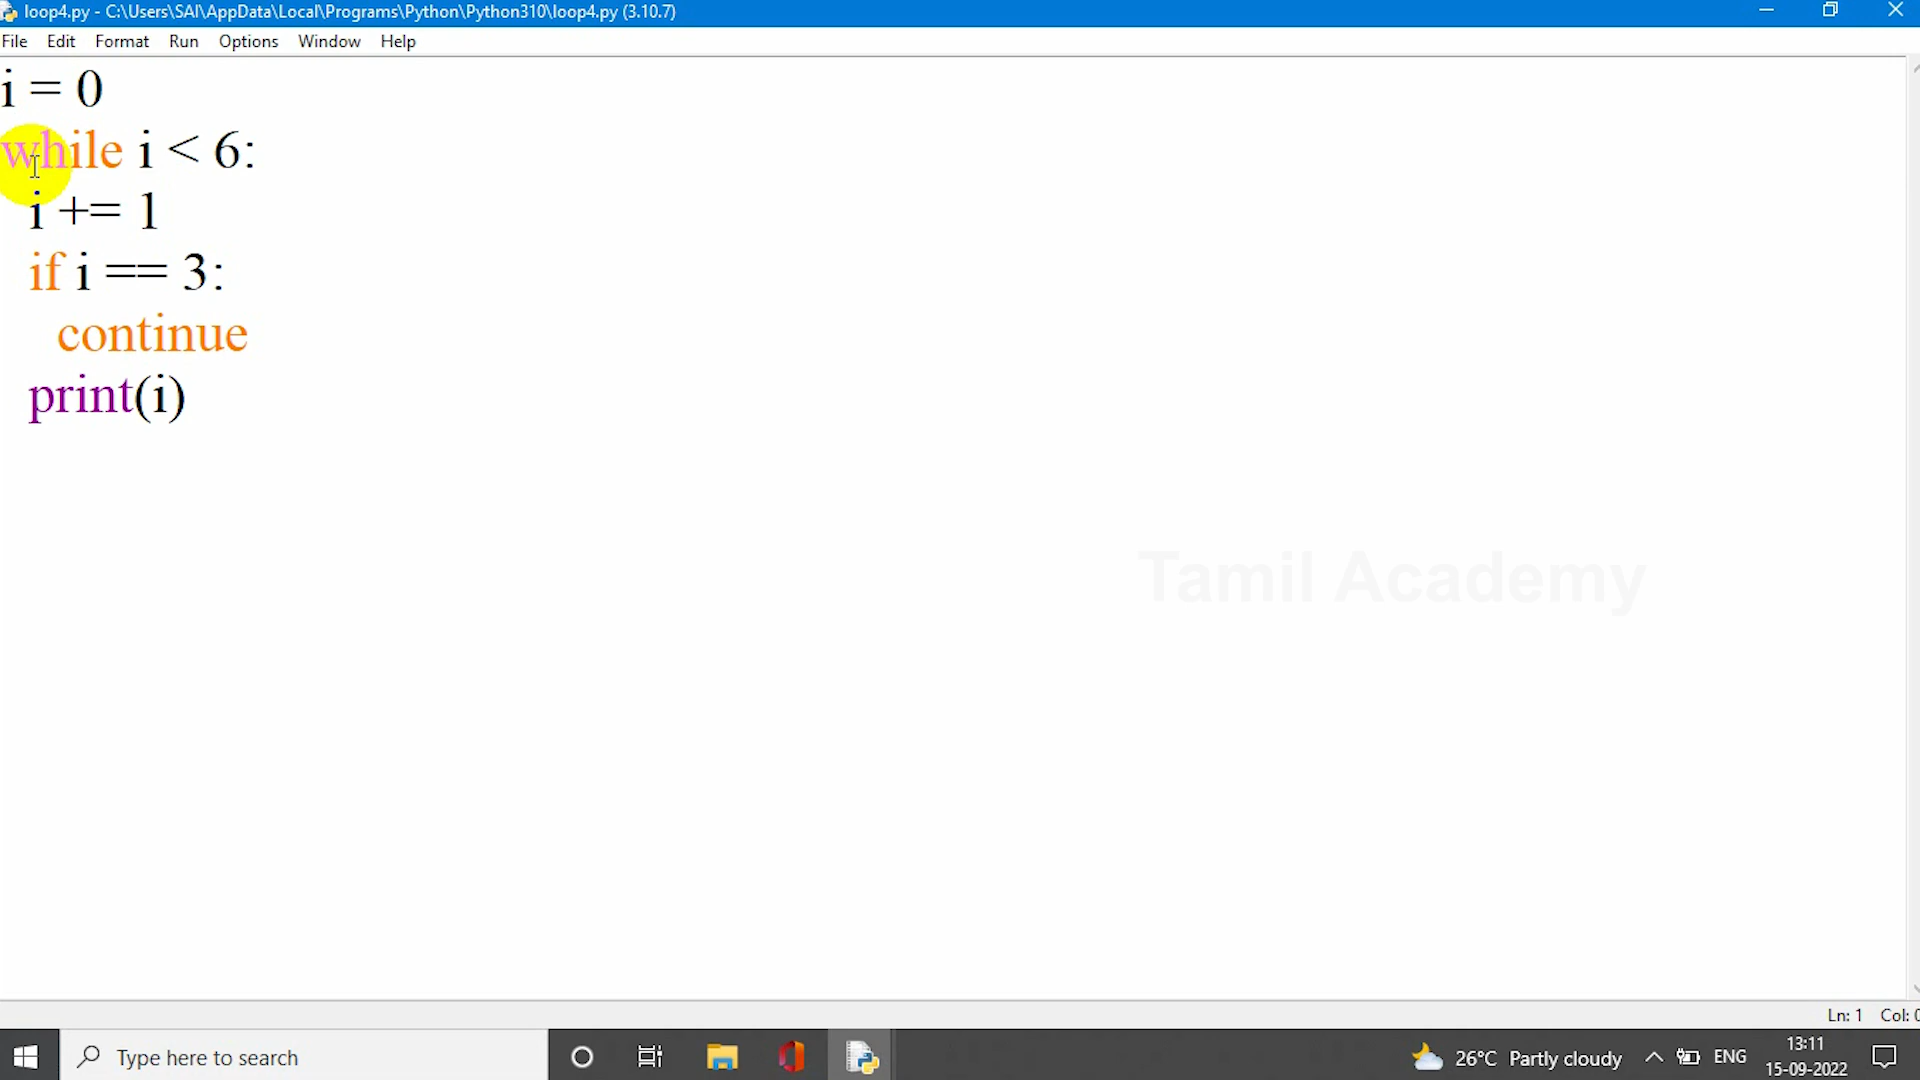 loop4.py - C:\Users\SAI\AppData\Local\Programs\Python\Python310\loop4.py (3.10.7)
File Edit Format Run Options Window Help
i = 0
while i < 6:
  i += 1
  if i == 3:
    continue
  print(i)
Tamil Academy
Ln: 1 Col: 0
Type here to search
26°C Partly cloudy
ENG
13:11
15-09-2022